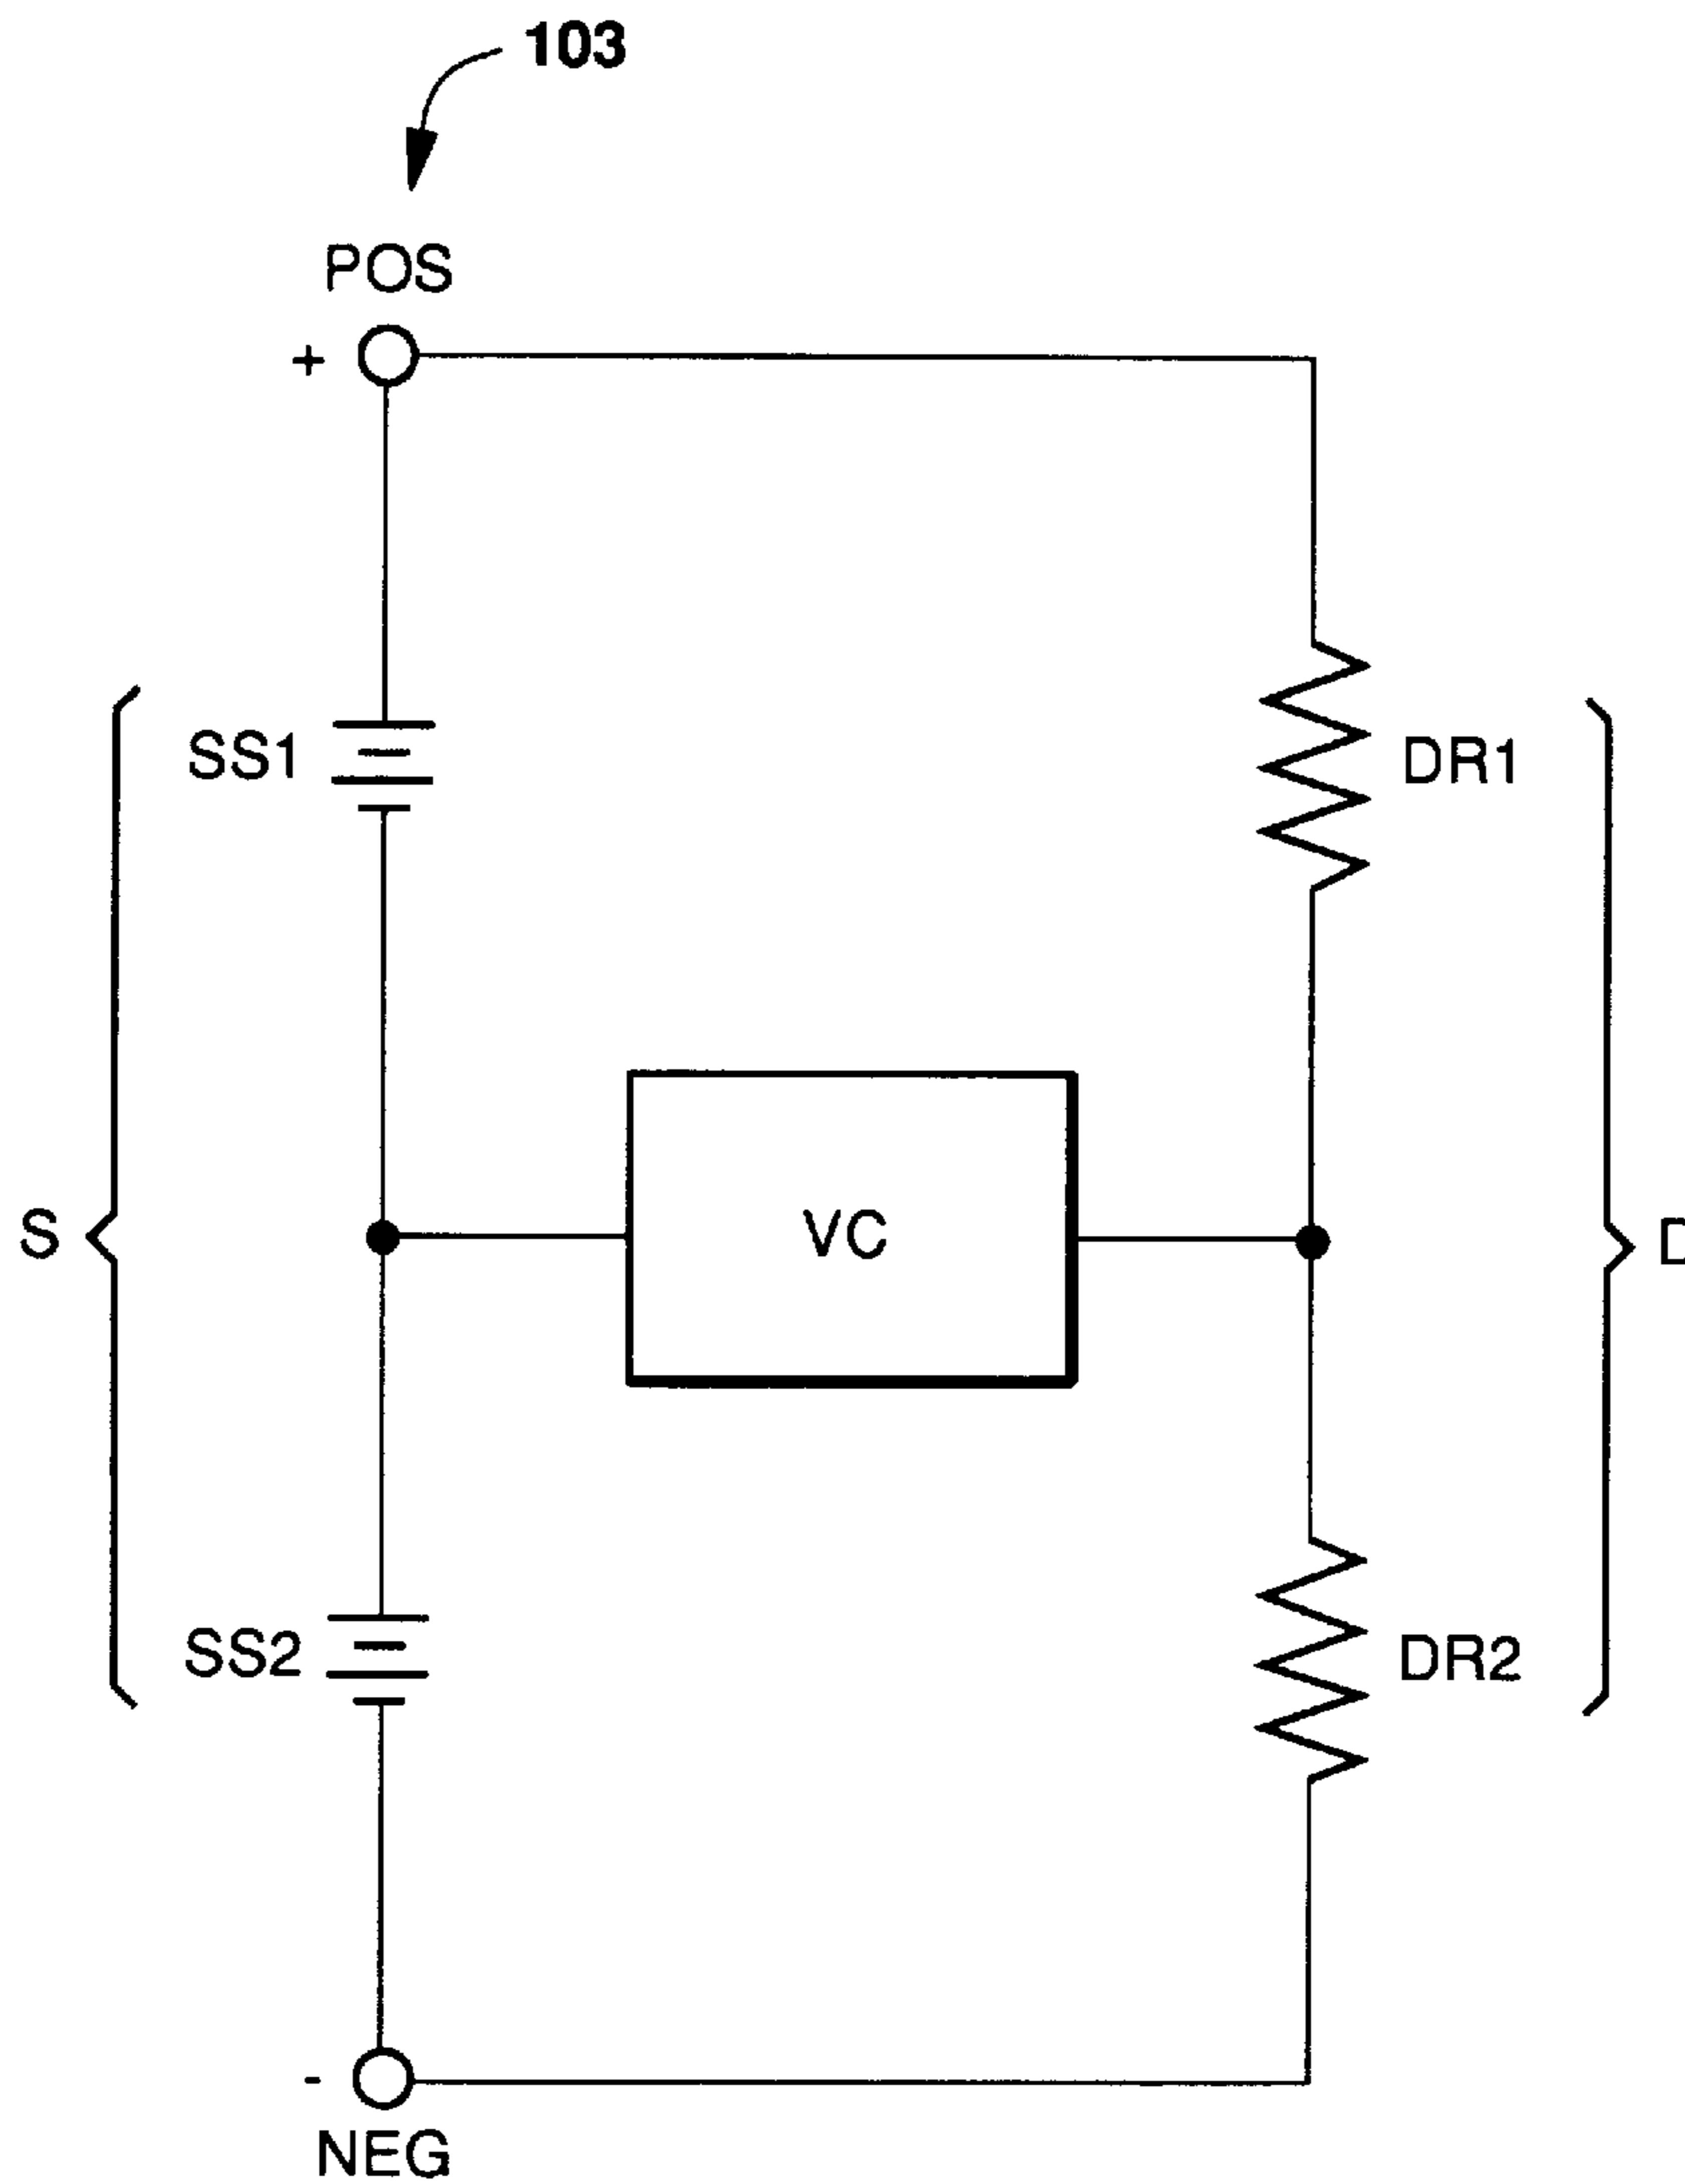 103
POS
+
SS1
DR1
S
VC
D
SS2
DR2
-
NEG